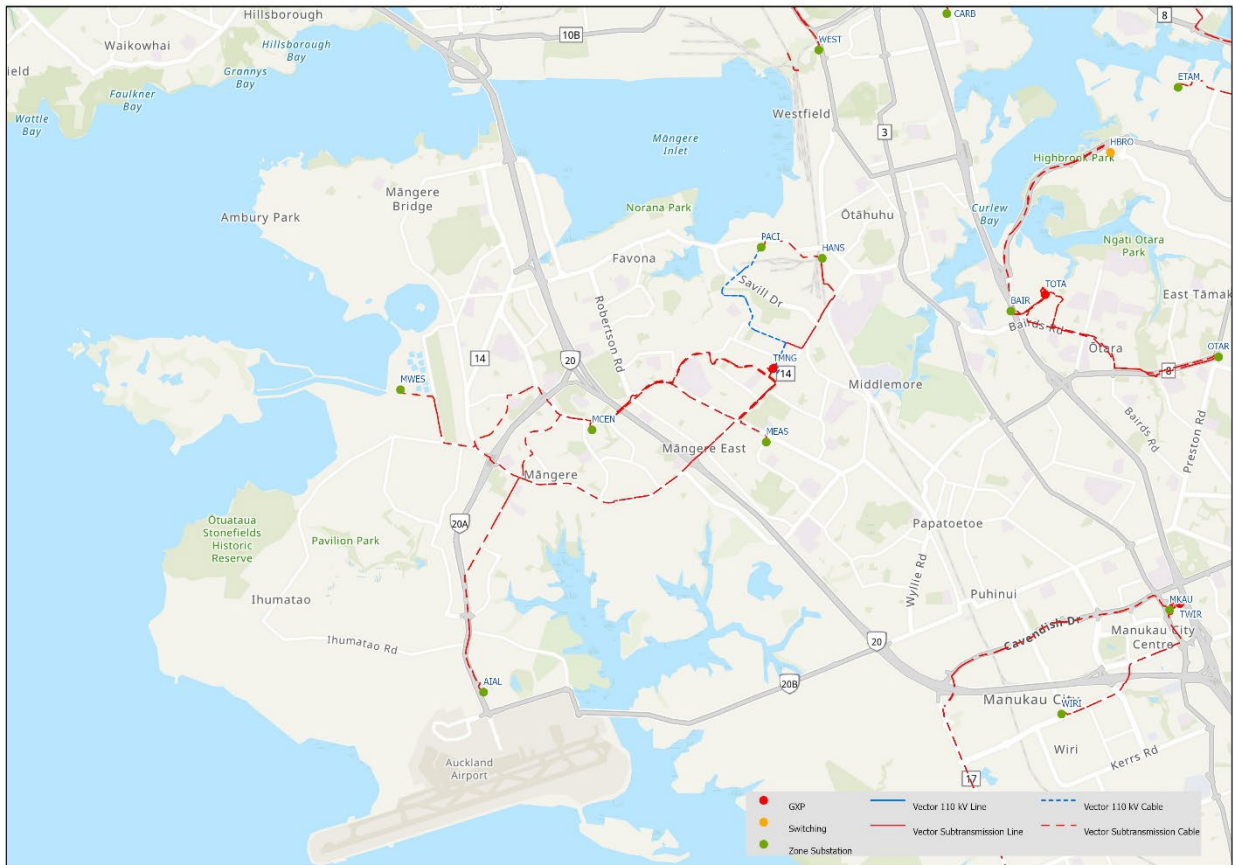 Hillsborough
10B
CARB
8
Waikowhai
Hillsborough
Bay
WEST
field
Grannys
Bay
ETAM
Faulkner
Bay
Westfield
Wattle
Bay
3
Māngere
Inlet
HBRO
Highbrook Park
Māngere
Bridge
Norana Park
Curlew
Bay
Ambury Park
Ōtāhuhu
PACI
HANS
Ngati Otara
Park
Favona
Savill Dr
TOTA
East Tāmak
BAIR
Bairds Rd
Robertson Rd
Ōtara
OTAR
14
20
TMNG
14
8
MWES
Middlemore
Bairds Rd
Preston Rd
MCEN
MEAS
Māngere East
Māngere
20A
Ōtuataua
Stonefields
Historic
Reserve
Pavilion Park
Papatoetoe
Wyllie Rd
Ihumatao
Puhinui
MKAU
TWIR
Cavendish Dr
Manukau City
Centre
Ihumatao Rd
20
20B
AIAL
Manukau City
WIRI
Wiri
Kerrs Rd
Auckland
Airport
17
GXP
Vector 110 kV Line
Vector 110 kV Cable
Switching
Vector Subtransmission Line
Vector Subtransmission Cable
Zone Substation